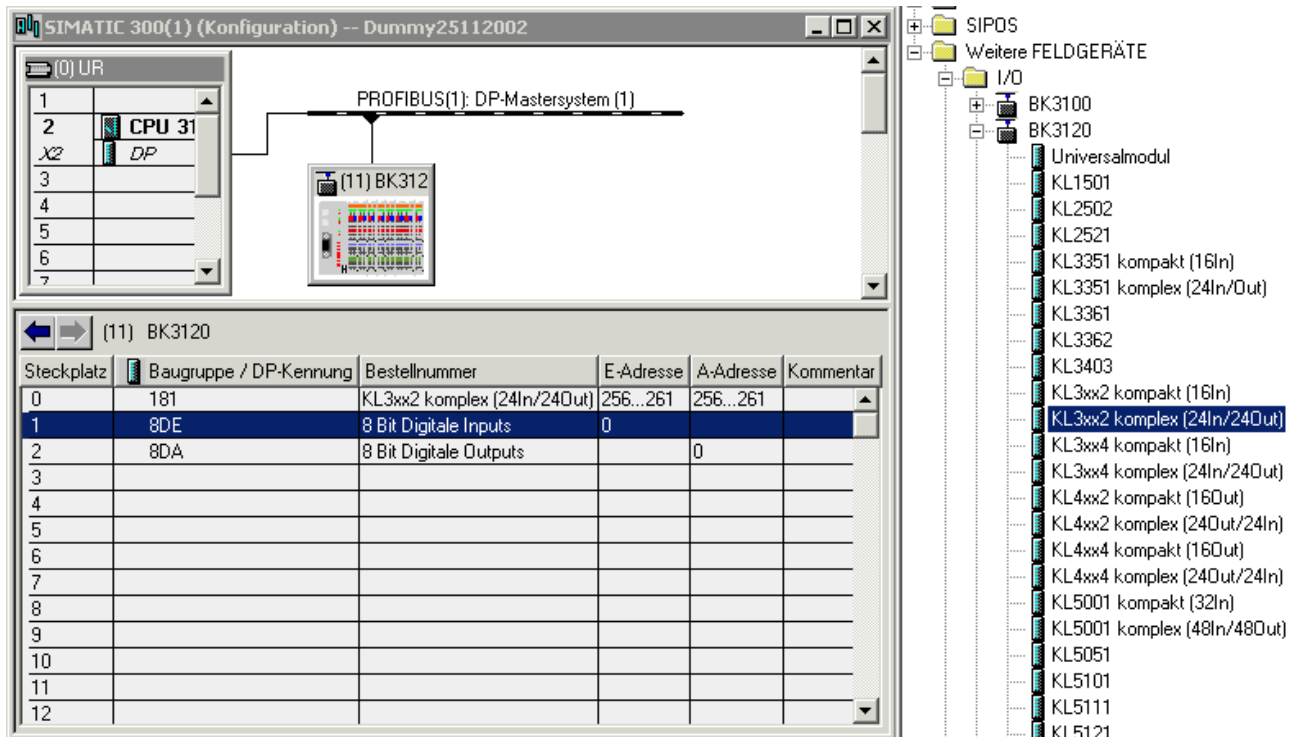 SIMATIC 300(1) (Konfiguration) -- Dummy25112002
(0) UR
1
2 CPU 31
X2 DP
3
4
5
6
7
PROFIBUS(1): DP-Mastersystem (1)
(11) BK312
(11) BK3120
Steckplatz Baugruppe / DP-Kennung Bestellnummer E-Adresse A-Adresse Kommentar
0 181 KL3xx2 komplex (24In/24Out) 256...261 256...261
1 8DE 8 Bit Digitale Inputs 0
2 8DA 8 Bit Digitale Outputs 0
3
4
5
6
7
8
9
10
11
12
SIPOS
Weitere FELDGERÄTE
I/O
BK3100
BK3120
Universalmodul
KL1501
KL2502
KL2521
KL3351 kompakt (16In)
KL3351 komplex (24In/Out)
KL3361
KL3362
KL3403
KL3xx2 kompakt (16In)
KL3xx2 komplex (24In/24Out)
KL3xx4 kompakt (16In)
KL3xx4 komplex (24In/24Out)
KL4xx2 kompakt (16Out)
KL4xx2 komplex (24Out/24In)
KL4xx4 kompakt (16Out)
KL4xx4 komplex (24Out/24In)
KL5001 kompakt (32In)
KL5001 komplex (48In/48Out)
KL5051
KL5101
KL5111
KL5121